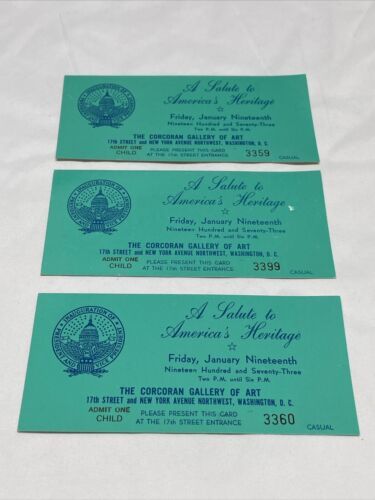 A Salute to
America's Heritage
Friday, January Nineteenth
Nineteen Hundred and Seventy-Three
Two P.M. until Six P.M.
THE CORCORAN GALLERY OF ART
17th STREET and NEW YORK AVENUE NORTHWEST, WASHINGTON, D. C.
ADMIT ONE
CHILD
PLEASE PRESENT THIS CARD
AT THE 17th STREET ENTRANCE
3359
CASUAL
INAUGURATION OF
A Salute to
America's Heritage
Friday, January Nineteenth
Nineteen Hundred and Seventy-Three
Two P.M. until Six P.M.
THE CORCORAN GALLERY OF ART
17th STREET and NEW YORK AVENUE NORTHWEST, WASHINGTON, D. C.
ADMIT ONE
CHILD
PLEASE PRESENT THIS CARD
AT THE 17th STREET ENTRANCE
3399
CASUAL
INAUGURATION OF
A Salute to
America's Heritage
Friday, January Nineteenth
Nineteen Hundred and Seventy-Three
Two P.M. until Six P.M.
THE CORCORAN GALLERY OF ART
17th STREET and NEW YORK AVENUE NORTHWEST, WASHINGTON, D. C.
ADMIT ONE
CHILD
PLEASE PRESENT THIS CARD
AT THE 17th STREET ENTRANCE
3360
CASUAL